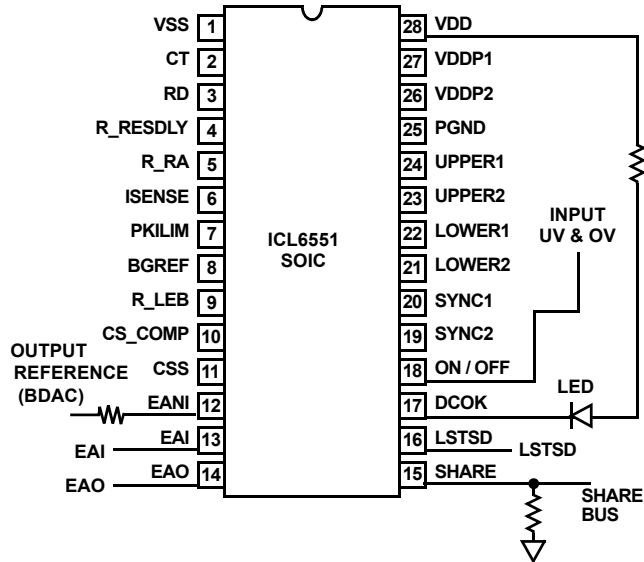 VSS 1
CT 2
RD 3
R_RESDLY 4
R_RA 5
ISENSE 6
PKILIM 7
BGREF 8
R_LEB 9
CS_COMP 10
CSS 11
EANI 12
EAI 13
EAO 14
OUTPUT
REFERENCE
(BDAC)
EAI
EAO
ICL6551
SOIC
28 VDD
27 VDDP1
26 VDDP2
25 PGND
24 UPPER1
23 UPPER2
22 LOWER1
21 LOWER2
20 SYNC1
19 SYNC2
18 ON / OFF
17 DCOK
16 LSTSD
15 SHARE
INPUT
UV & OV
LED
LSTSD
SHARE
BUS